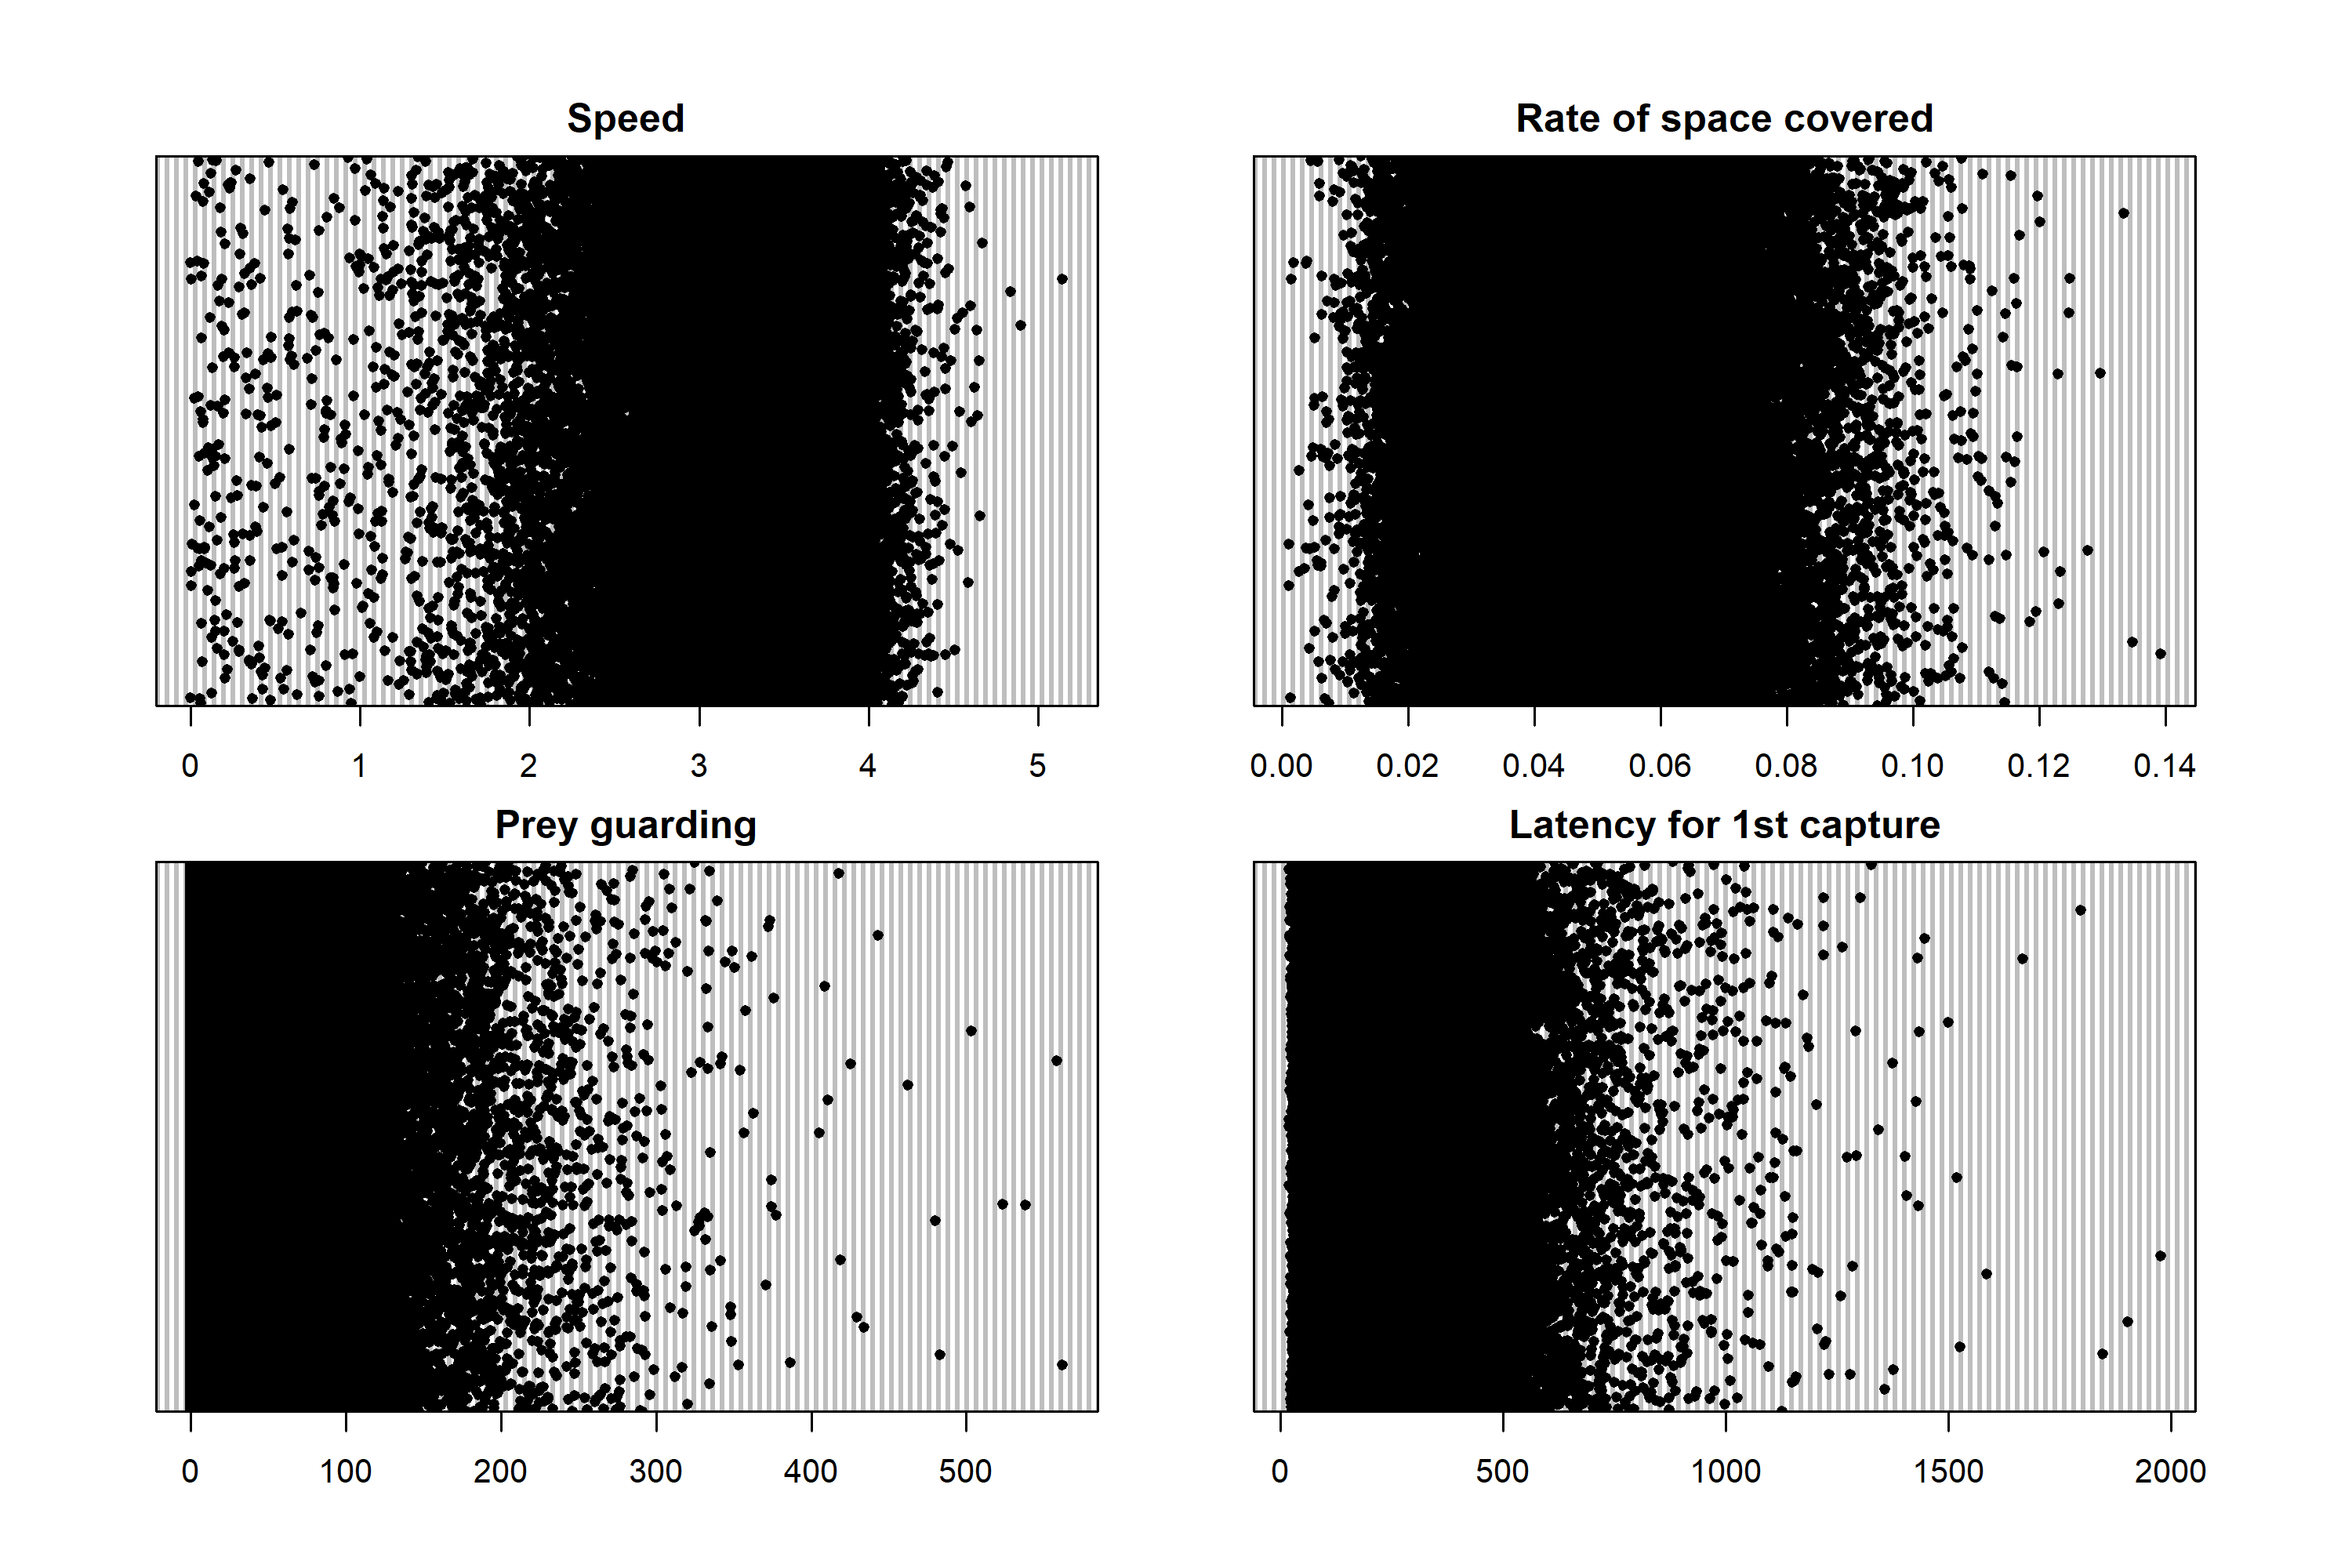 Speed
Rate of space covered
0 1 2 3 4 5
0.00 0.02 0.04 0.06 0.08 0.10 0.12 0.14
Prey guarding
Latency for 1st capture
0 100 200 300 400 500
0 500 1000 1500 2000